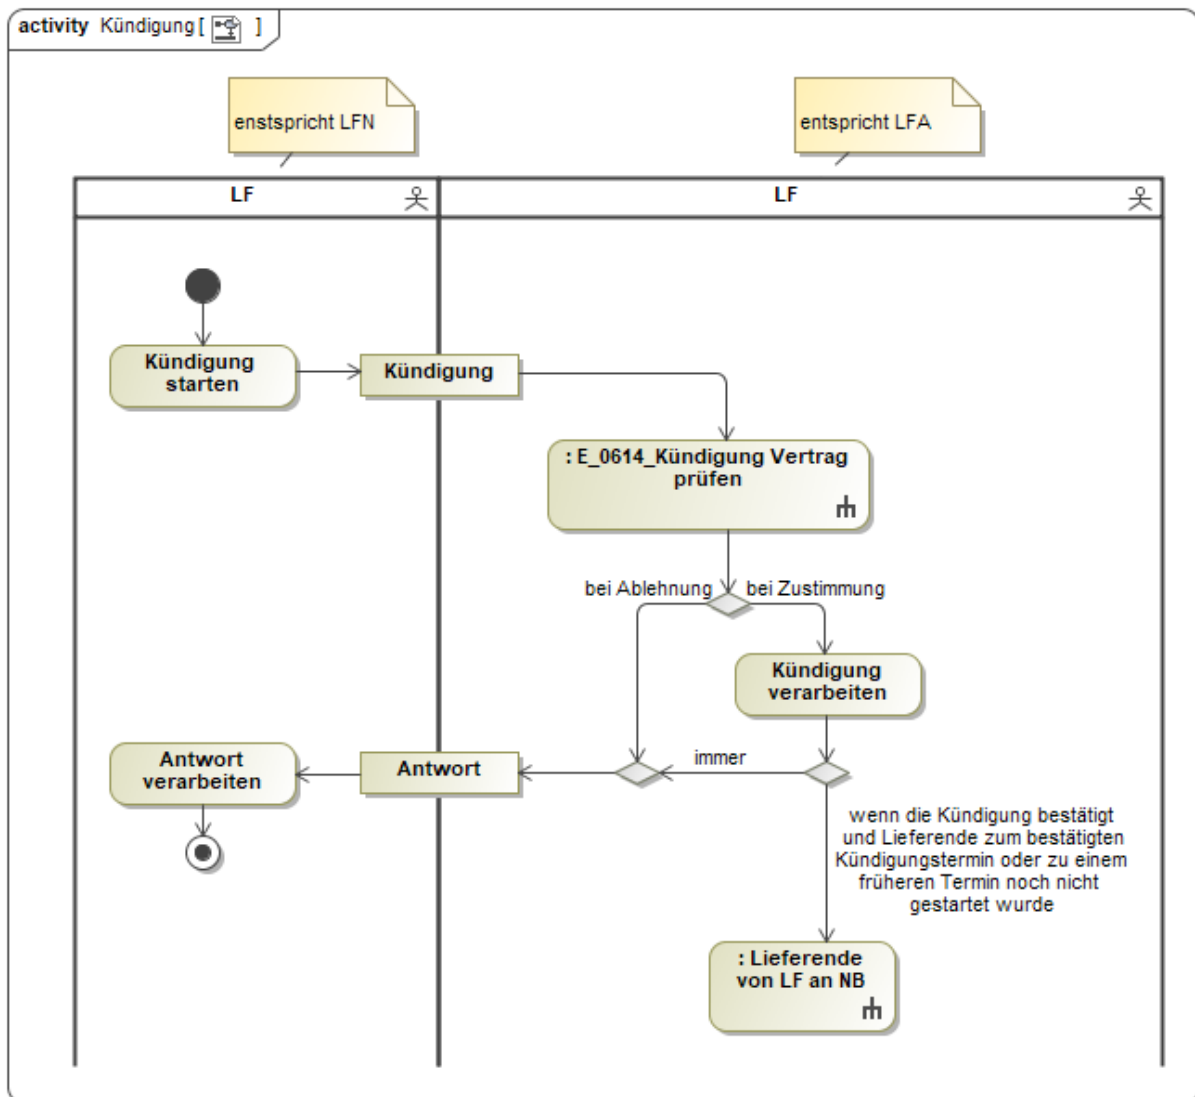 activity Kündigung [ ]
enstspricht LFN
entspricht LFA
LF
LF
Kündigung
starten
Kündigung
: E_0614_Kündigung Vertrag
prüfen
bei Ablehnung
bei Zustimmung
Kündigung
verarbeiten
immer
Antwort
Antwort
verarbeiten
wenn die Kündigung bestätigt
und Lieferende zum bestätigten
Kündigungstermin oder zu einem
früheren Termin noch nicht
gestartet wurde
: Lieferende
von LF an NB